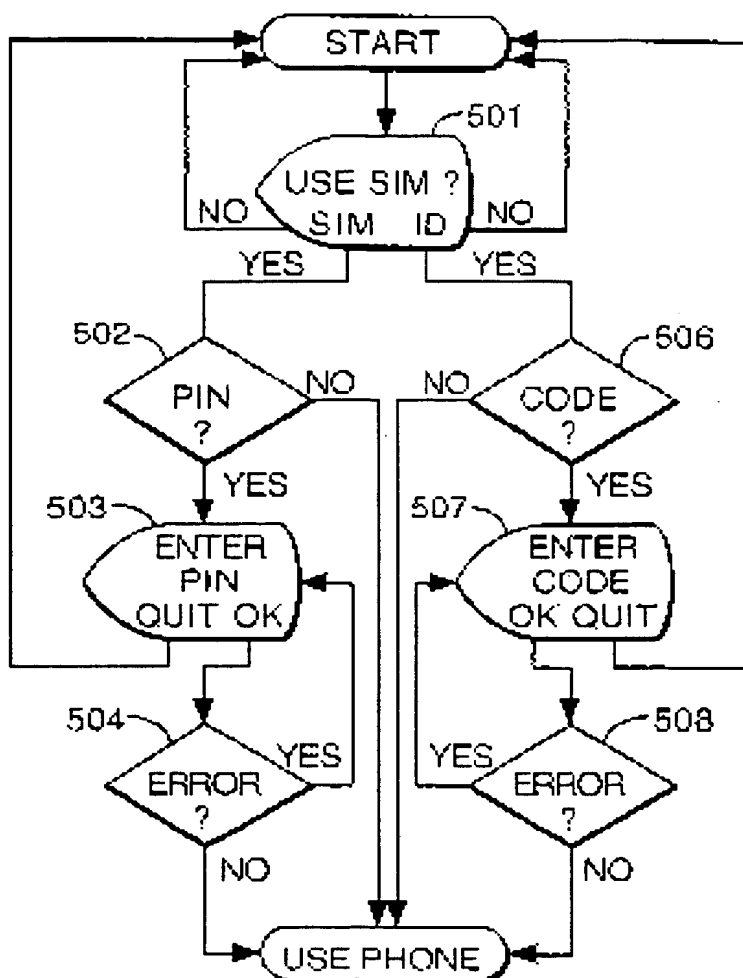 START
501
USE SIM ?
NO SIM ID NO
YES YES
502 506
PIN ? NO
NO CODE ?
YES YES
503 507
ENTER PIN
QUIT OK
ENTER CODE
OK QUIT
504 508
ERROR ? YES
YES ERROR ?
NO NO
USE PHONE